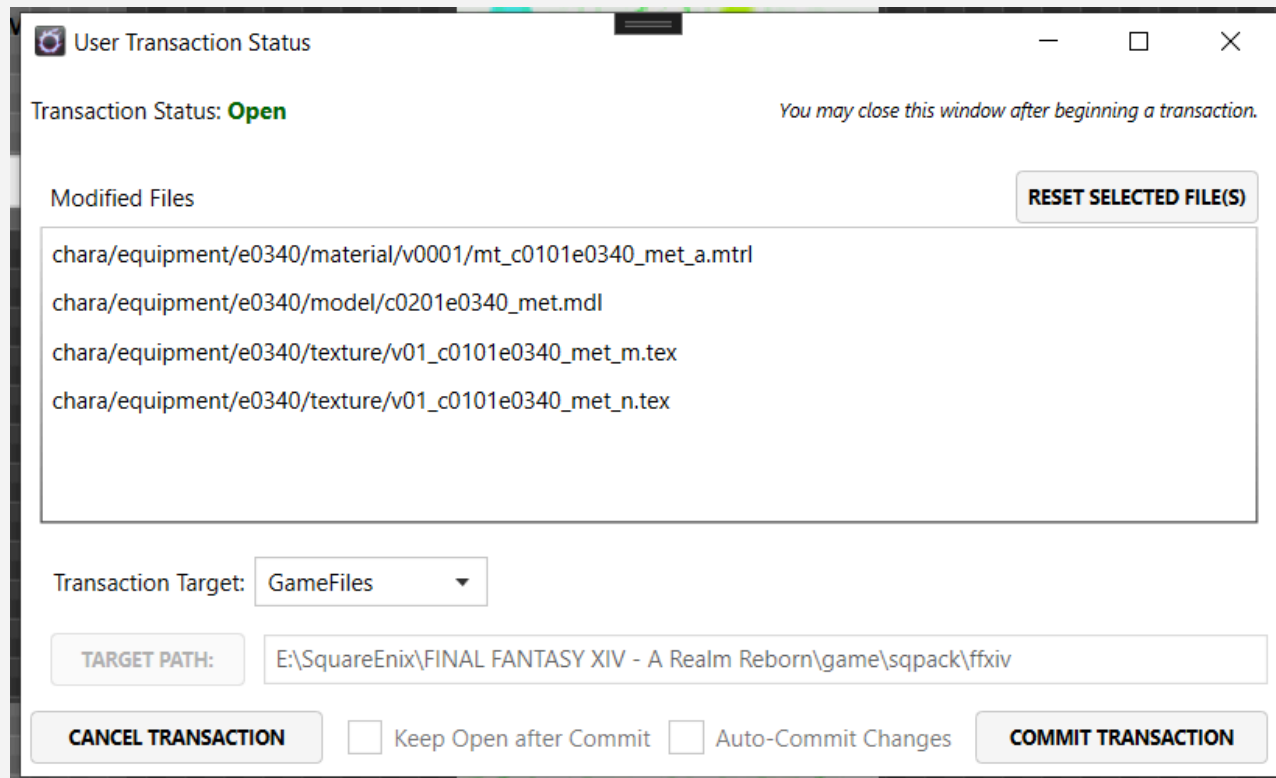 User Transaction Status
Transaction Status: Open
You may close this window after beginning a transaction.
Modified Files
RESET SELECTED FILE(S)
chara/equipment/e0340/material/v0001/mt_c0101e0340_met_a.mtrl
chara/equipment/e0340/model/c0201e0340_met.mdl
chara/equipment/e0340/texture/v01_c0101e0340_met_m.tex
chara/equipment/e0340/texture/v01_c0101e0340_met_n.tex
Transaction Target: GameFiles
TARGET PATH: E:\SquareEnix\FINAL FANTASY XIV - A Realm Reborn\game\sqpack\ffxiv
CANCEL TRANSACTION Keep Open after Commit Auto-Commit Changes COMMIT TRANSACTION